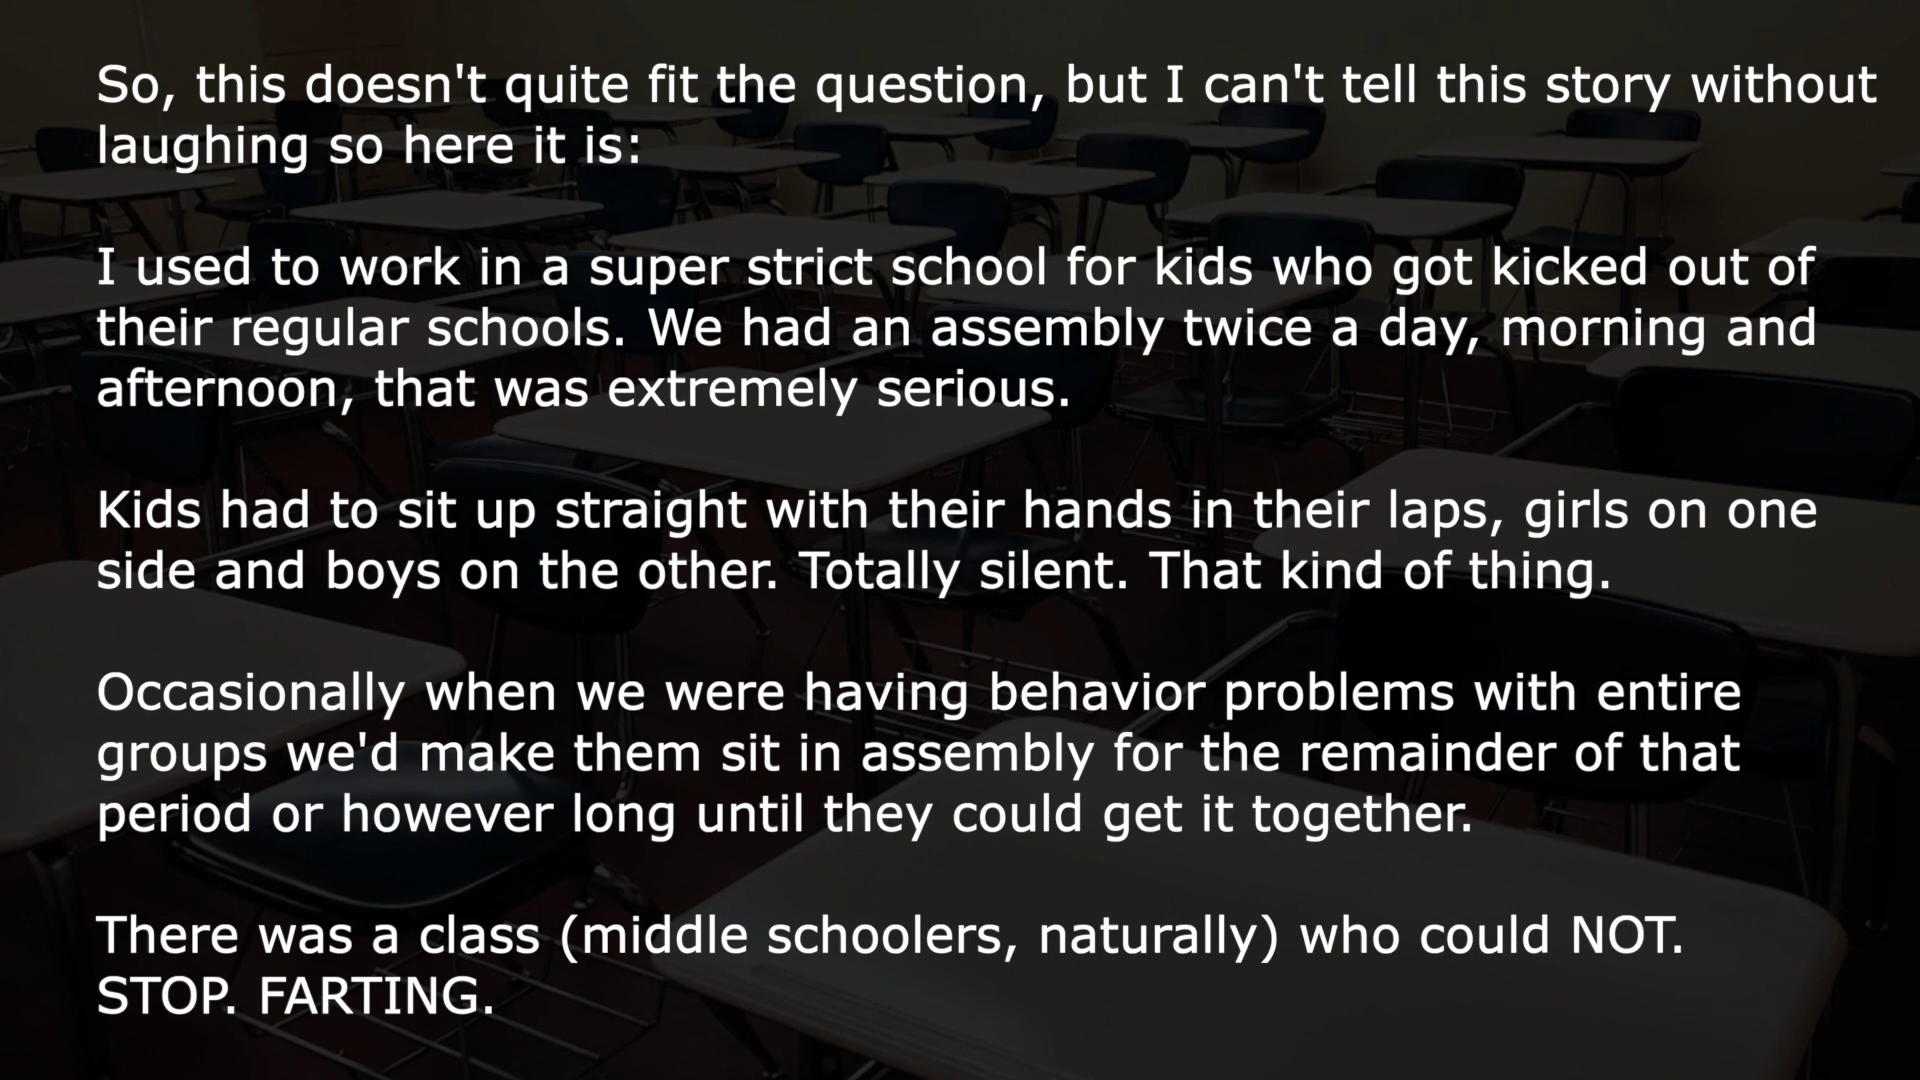 So, this doesn't quite fit the question, but I can't tell this story without
laughing so here it is:
I used to work in a super strict school for kids who got kicked out of
their regular schools. We had an assembly twice a day, morning and
afternoon, that was extremely serious.
Kids had to sit up straight with their hands in their laps, girls on one
side and boys on the other. Totally silent. That kind of thing.
Occasionally when we were having behavior problems with entire
groups we'd make them sit in assembly for the remainder of that
period or however long until they could get it together.
There was a class (middle schoolers, naturally) who could NOT.
STOP. FARTING.